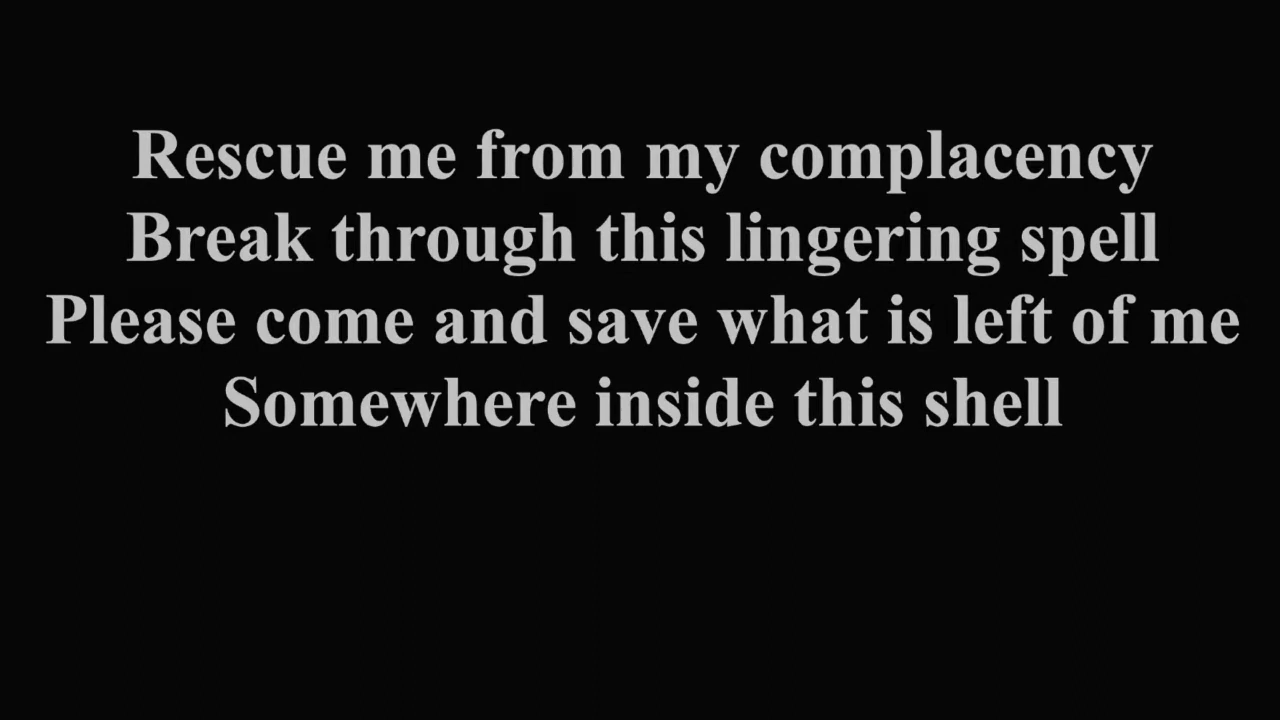 Rescue me from my complacency
Break through this lingering spell
Please come and save what is left of me
Somewhere inside this shell